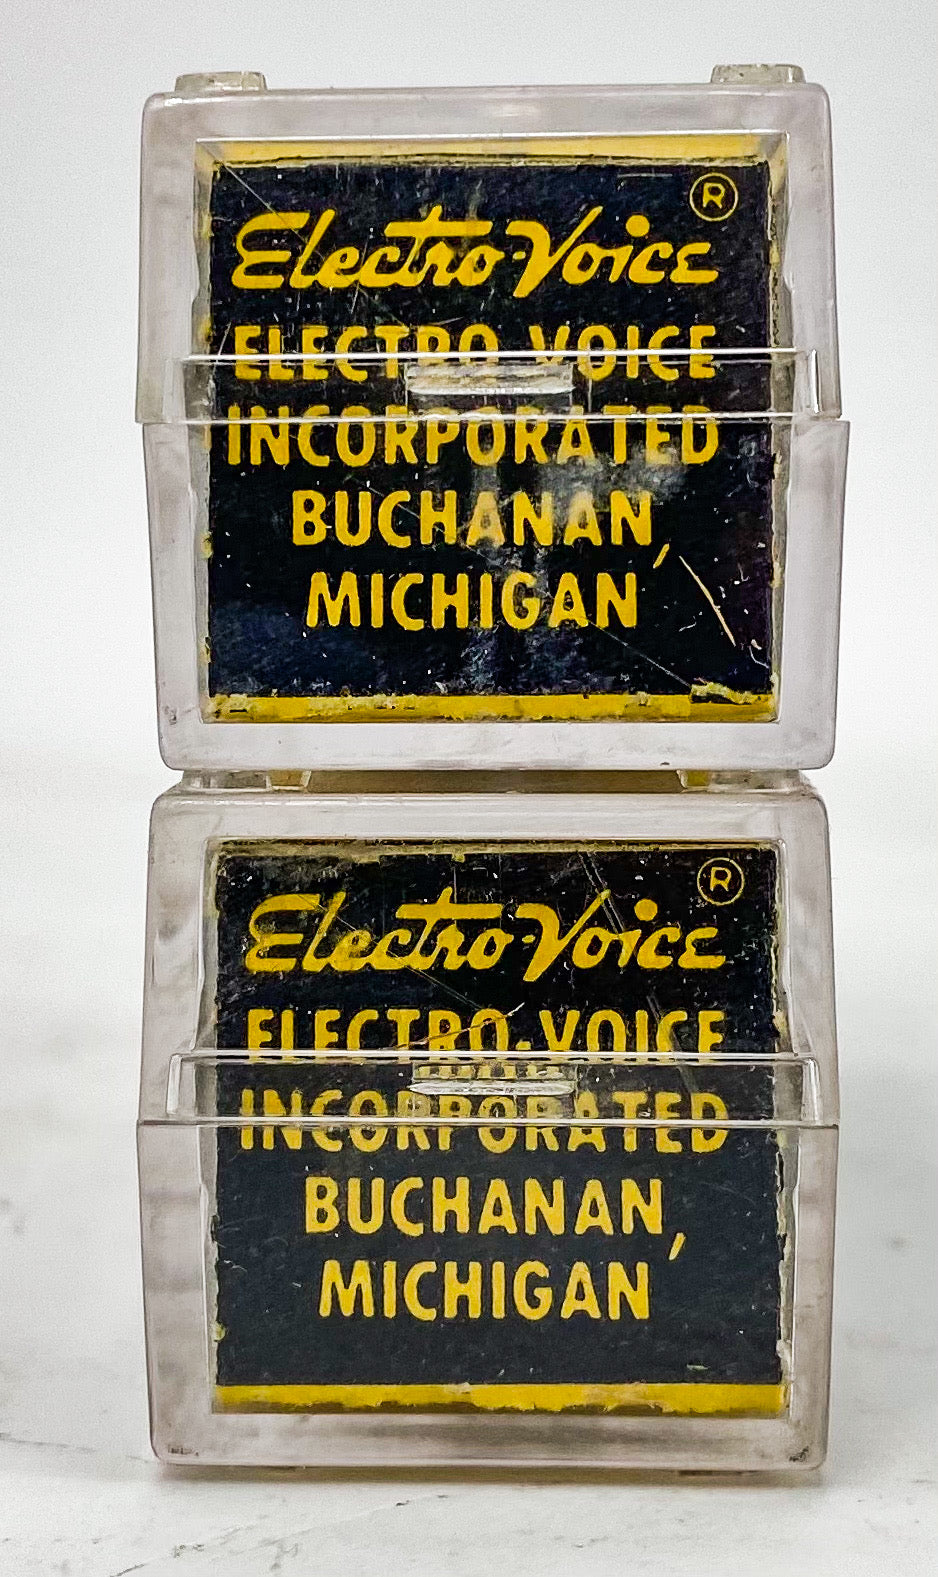 ®
Electro-Voice
ELECTRO-VOICE
INCORPORATED
BUCHANAN,
MICHIGAN
®
Electro-Voice
ELECTRO-VOICE
INCORPORATED
BUCHANAN,
MICHIGAN